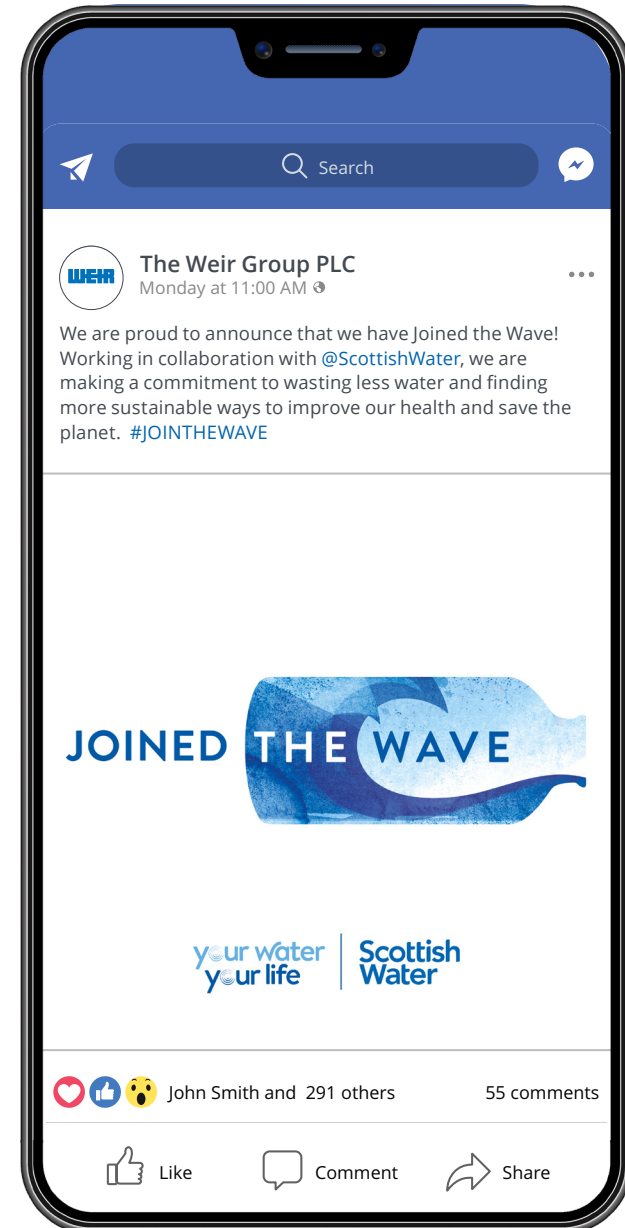 Search
WEIR
The Weir Group PLC
Monday at 11:00 AM
We are proud to announce that we have Joined the Wave!
Working in collaboration with @ScottishWater, we are
making a commitment to wasting less water and finding
more sustainable ways to improve our health and save the
planet. #JOINTHEWAVE
JOINED THE WAVE
your water
your life
Scottish
Water
John Smith and 291 others
55 comments
Like
Comment
Share